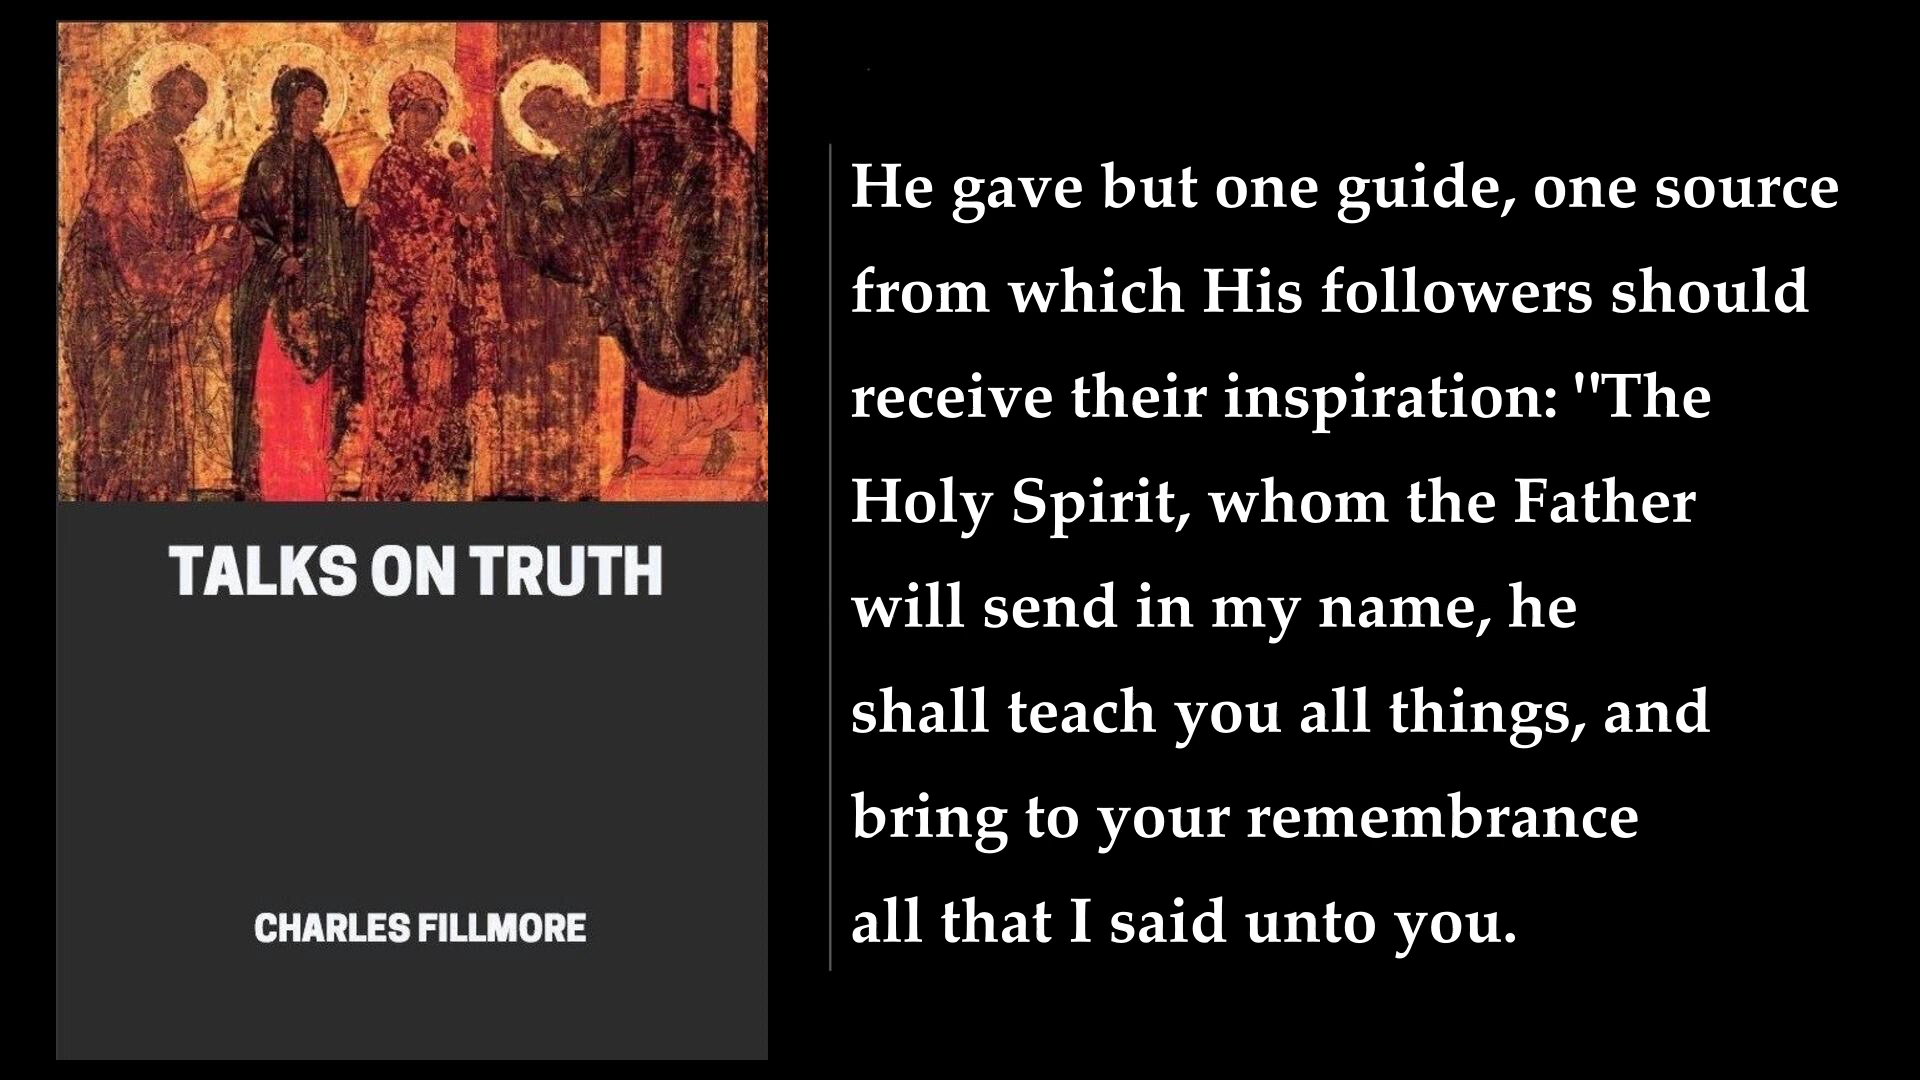 TALKS ON TRUTH
CHARLES FILLMORE
He gave but one guide, one source
from which His followers should
receive their inspiration: "The
Holy Spirit, whom the Father
will send in my name, he
shall teach you all things, and
bring to your remembrance
all that I said unto you.